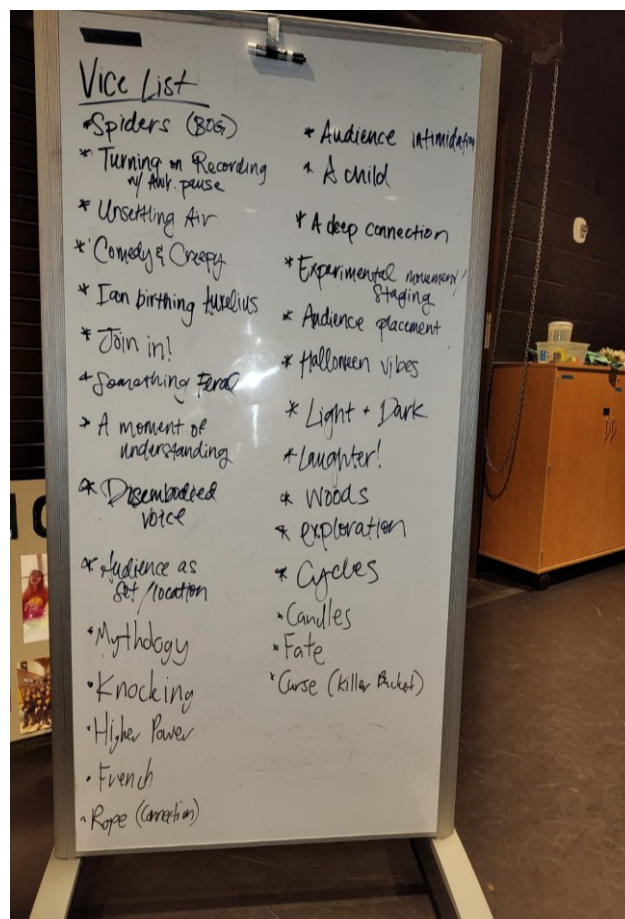 Vice List
*Spiders (BOG)
* Turning on Recording
w/ Awk. pause
* Unsettling Air
* Comedy & Creepy
* Ian birthing Aurelius
* Join in!
* Something Feral
* A moment of
understanding
* Disembodied
voice
* Audience as
Set/location
* Mythology
* Knocking
* Higher Power
* French
* Rope (Connection)
* Audience intimidation
* A child
* A deep connection
* Experimental movement/
Staging
* Audience placement
* Halloween vibes
* Light + Dark
* Laughter!
* Woods
* exploration
* Cycles
* Candles
* Fate
* Curse (Killer Bucket)